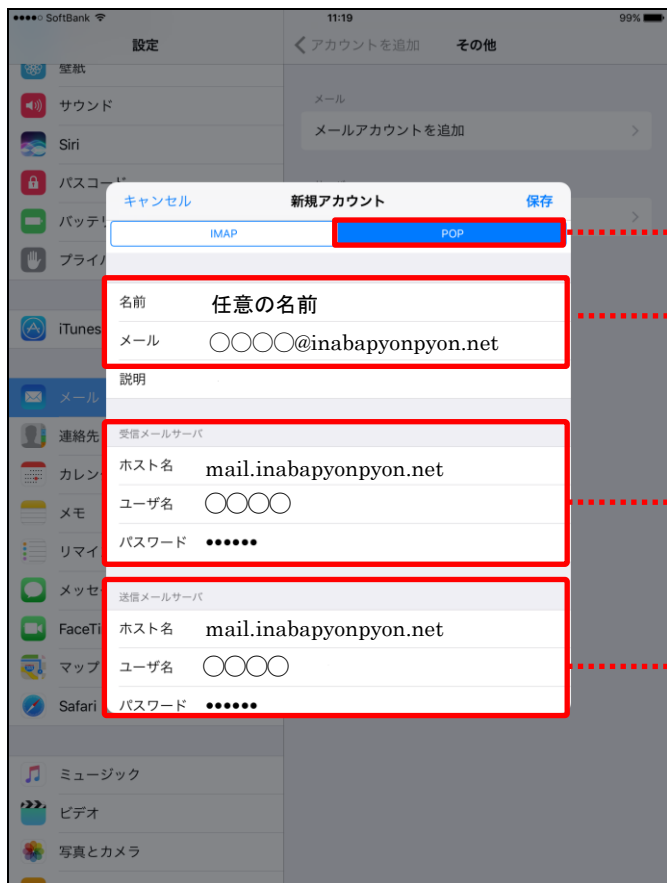 SoftBank 11:19 99%
設定
アカウントを追加 その他
壁紙
サウンド
Siri
パスコード
バッテリ
プライバ
iTunes
メール
連絡先
カレン
メモ
リマイ
メッセ
FaceTi
マップ
Safari
ミュージック
ビデオ
写真とカメラ
メール
メールアカウントを追加
キャンセル 新規アカウント 保存
IMAP POP
名前 任意の名前
メール ○○○○@inabapyonpyon.net
説明
受信メールサーバ
ホスト名 mail.inabapyonpyon.net
ユーザ名 ○○○○
パスワード ●●●●●●
送信メールサーバ
ホスト名 mail.inabapyonpyon.net
ユーザ名 ○○○○
パスワード ●●●●●●